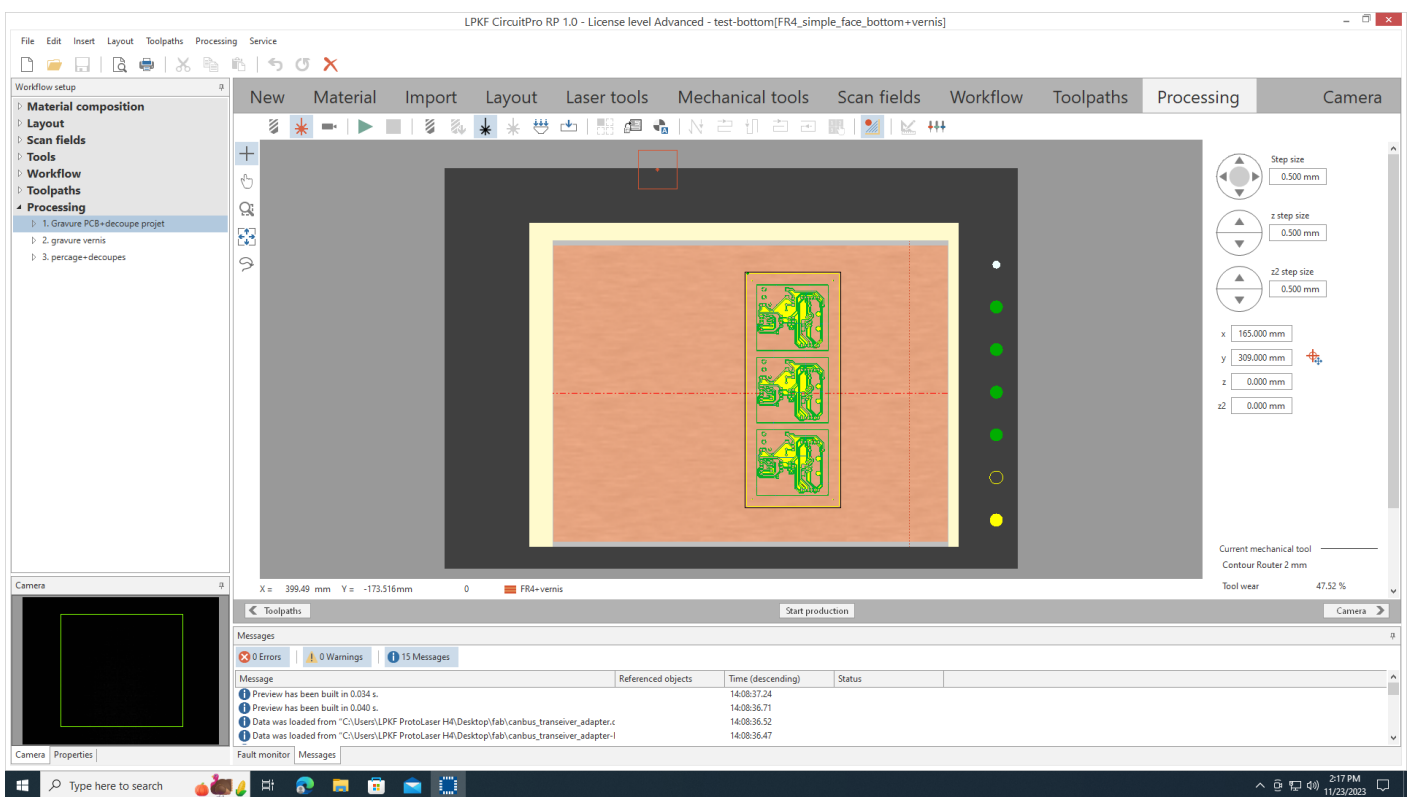 LPKF CircuitPro RP 1.0 - License level Advanced - test-bottom[FR4_simple_face_bottom+vernis]
File Edit Insert Layout Toolpaths Processing Service
Workflow setup
Material composition
Layout
Scan fields
Tools
Workflow
Toolpaths
Processing
1. Gravure PCB+decoupe projet
2. gravure vernis
3. percage+decoupes
New Material Import Layout Laser tools Mechanical tools Scan fields Workflow Toolpaths Processing Camera
Step size
0.500 mm
z step size
0.500 mm
z2 step size
0.500 mm
x 165.000 mm
y 309.000 mm
z 0.000 mm
z2 0.000 mm
Current mechanical tool
Contour Router 2 mm
Tool wear 47.52 %
X = 399.49 mm Y = -173.516mm 0 FR4+vernis
Toolpaths Start production Camera
Camera
Camera Properties
Messages
0 Errors 0 Warnings 15 Messages
Message Referenced objects Time (descending) Status
Preview has been built in 0.034 s. 14:08:37.24
Preview has been built in 0.040 s. 14:08:36.71
Data was loaded from "C:\Users\LPKF ProtoLaser H4\Desktop\fab\canbus_transeiver_adapter.c 14:08:36.52
Data was loaded from "C:\Users\LPKF ProtoLaser H4\Desktop\fab\canbus_transeiver_adapter-l 14:08:36.47
Fault monitor Messages
Type here to search
2:17 PM
11/23/2023